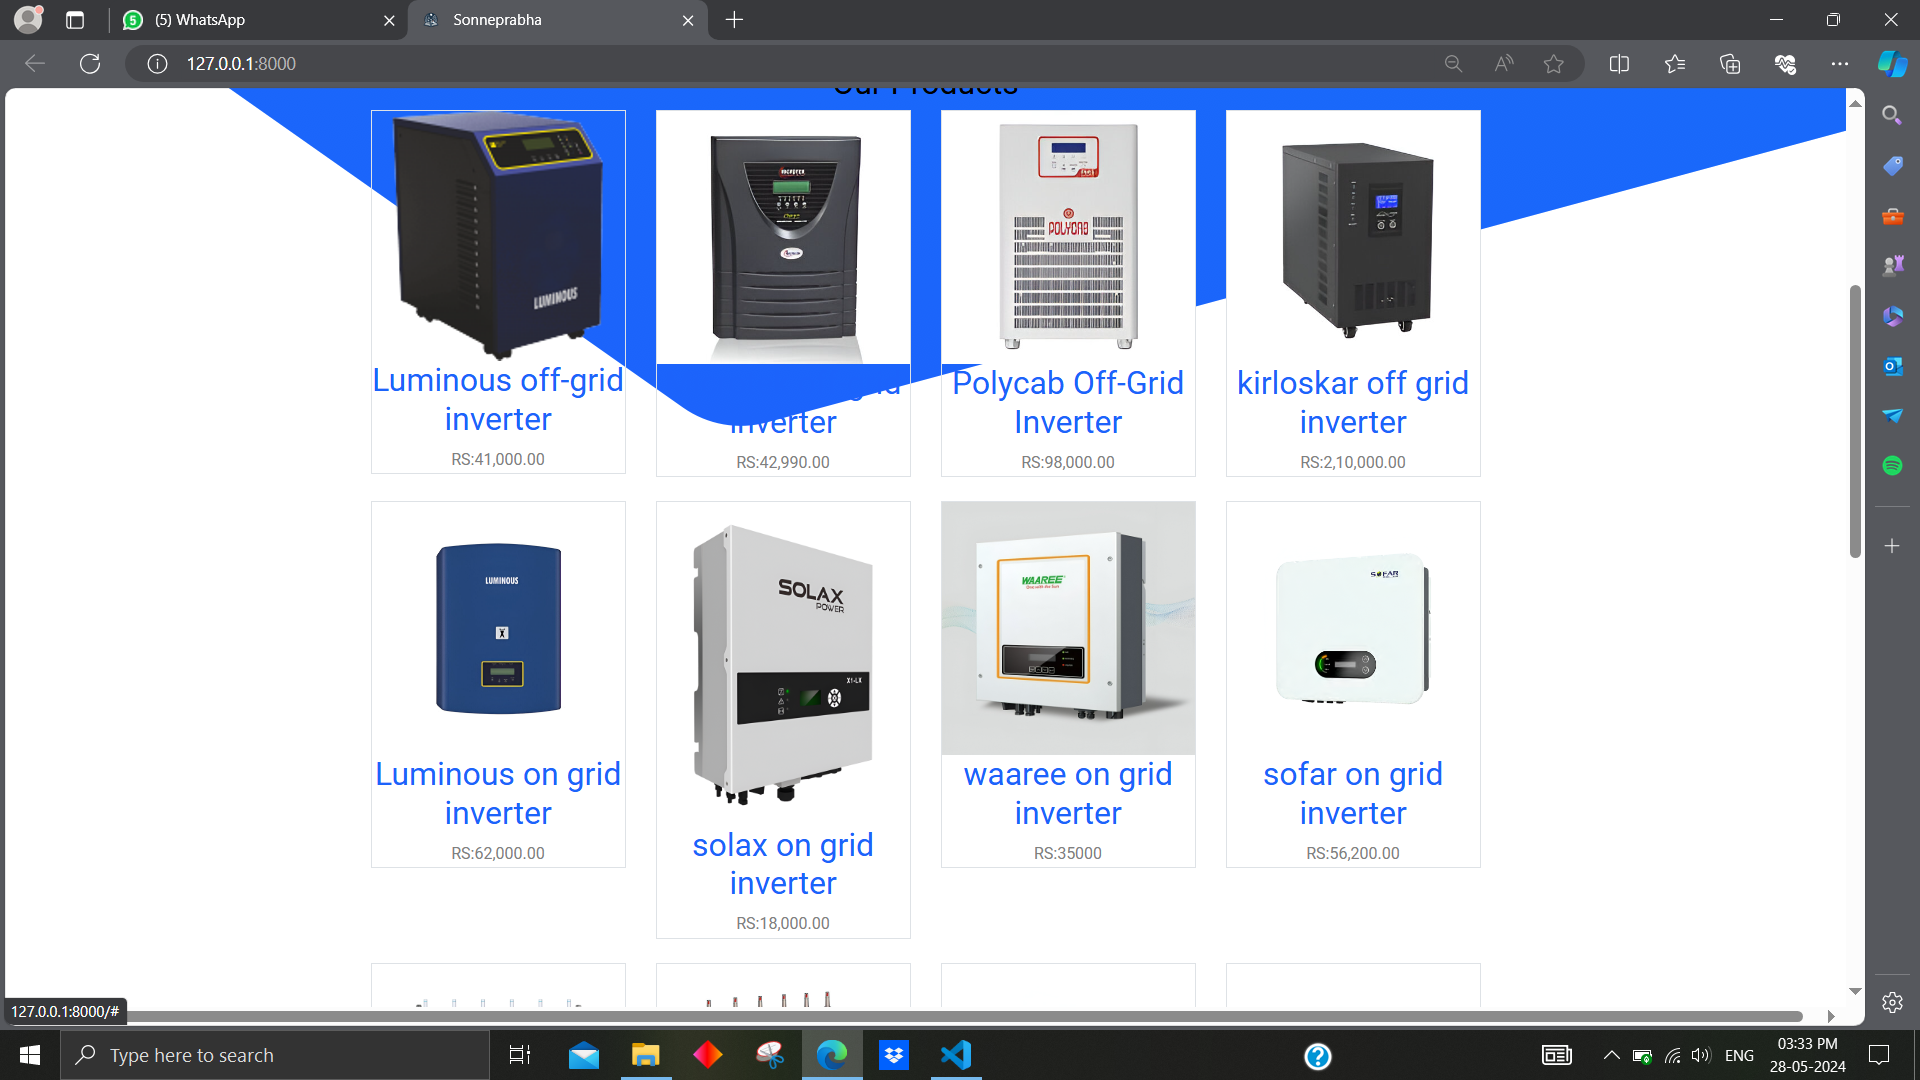 (5) WhatsApp
Sonneprabha
127.0.0.1:8000
Our Products
LUMINOUS
POLYCAB
Luminous off-grid
inverter
RS:41,000.00
inverter
RS:42,990.00
Polycab Off-Grid
Inverter
RS:98,000.00
kirloskar off grid
inverter
RS:2,10,000.00
LUMINOUS
SOLAX
POWER
X1-LX
WAAREE
SOFAR
Luminous on grid
inverter
RS:62,000.00
solax on grid
inverter
RS:18,000.00
waaree on grid
inverter
RS:35000
sofar on grid
inverter
RS:56,200.00
127.0.0.1:8000/#
Type here to search
ENG
03:33 PM
28-05-2024